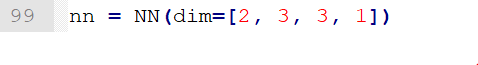 99 nn = NN(dim=[2, 3, 3, 1])